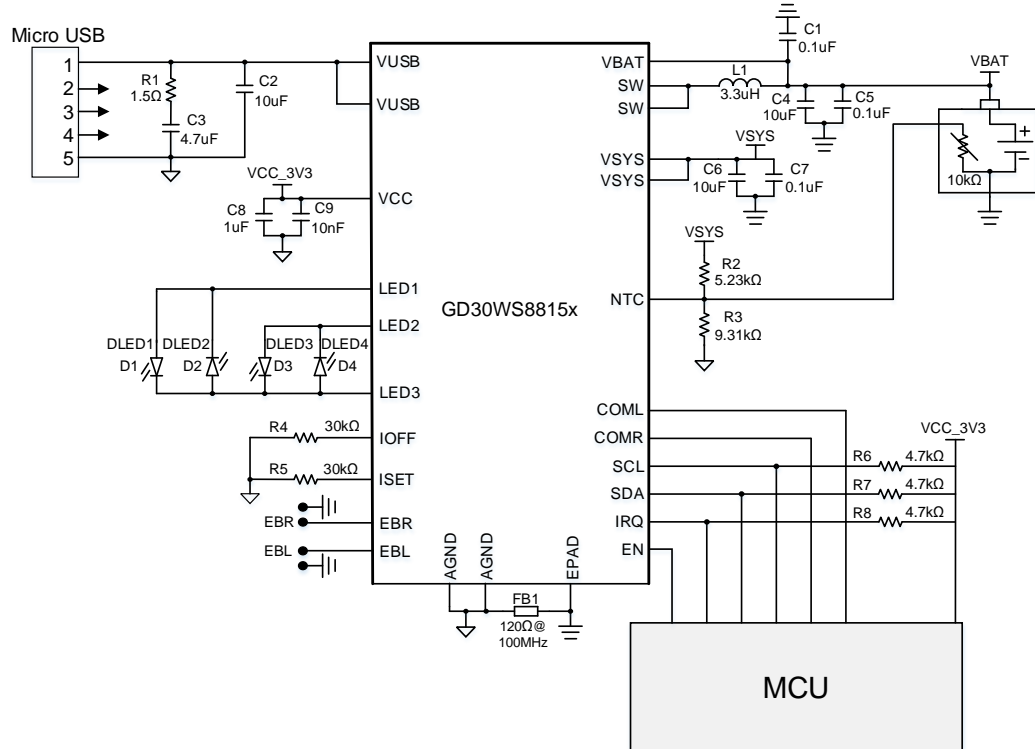 Micro USB
1
2
3
4
5
R1
1.5Ω
C3
4.7uF
C2
10uF
VCC_3V3
C8
1uF
C9
10nF
DLED1
D1
DLED2
D2
DLED3
D3
DLED4
D4
R4
30kΩ
R5
30kΩ
EBR
EBL
VUSB
VUSB
VCC
LED1
LED2
LED3
IOFF
ISET
EBR
EBL
GD30WS8815x
AGND
AGND
EPAD
FB1
120Ω@
100MHz
VBAT
SW
SW
VSYS
VSYS
NTC
COML
COMR
SCL
SDA
IRQ
EN
C1
0.1uF
L1
3.3uH
C4
10uF
C5
0.1uF
VBAT
+
−
10kΩ
VSYS
C6
10uF
C7
0.1uF
VSYS
R2
5.23kΩ
R3
9.31kΩ
VCC_3V3
R6
4.7kΩ
R7
4.7kΩ
R8
4.7kΩ
MCU